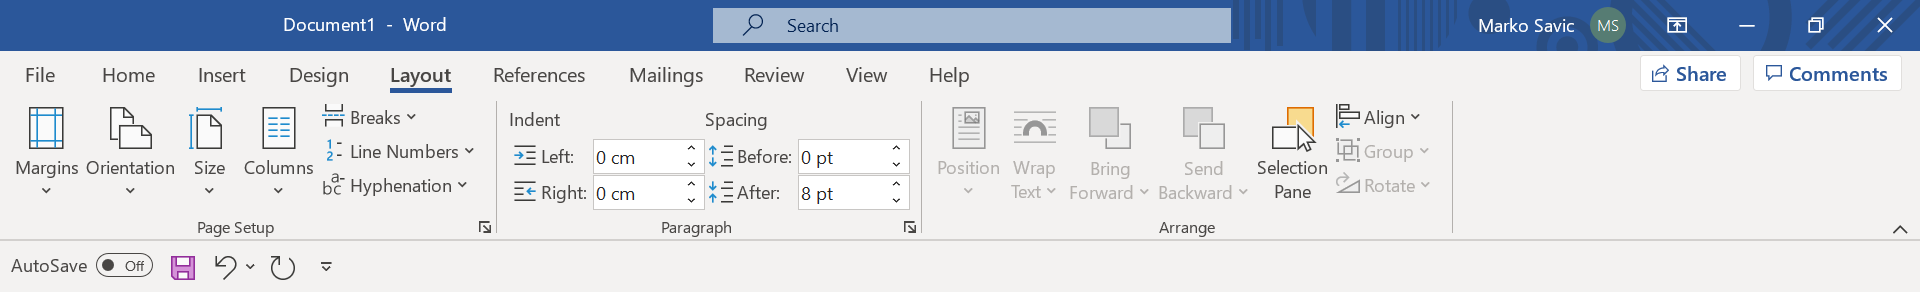 Document1 - Word
Search
Marko Savic MS
File Home Insert Design Layout References Mailings Review View Help Share Comments
Margins Orientation Size Columns
Breaks
Line Numbers
Hyphenation
Page Setup
Indent Spacing
Left: 0 cm Before: 0 pt
Right: 0 cm After: 8 pt
Paragraph
Position
Wrap
Text
Bring
Forward
Send
Backward
Selection
Pane
Align
Group
Rotate
Arrange
AutoSave Off